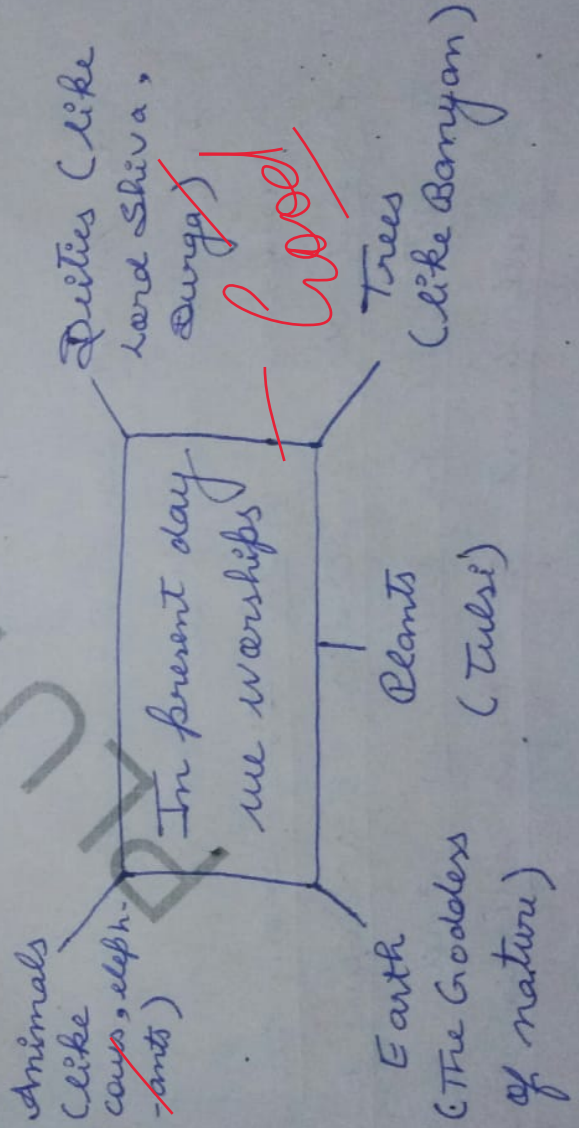 Animals
(like
cows, eleph-
-ants)
Deities (like
Lord Shiva,
Durga)
In present day
we worships
Good
Earth
(The Goddess
of nature)
Plants
(Tulsi)
Trees
(like Banyan)